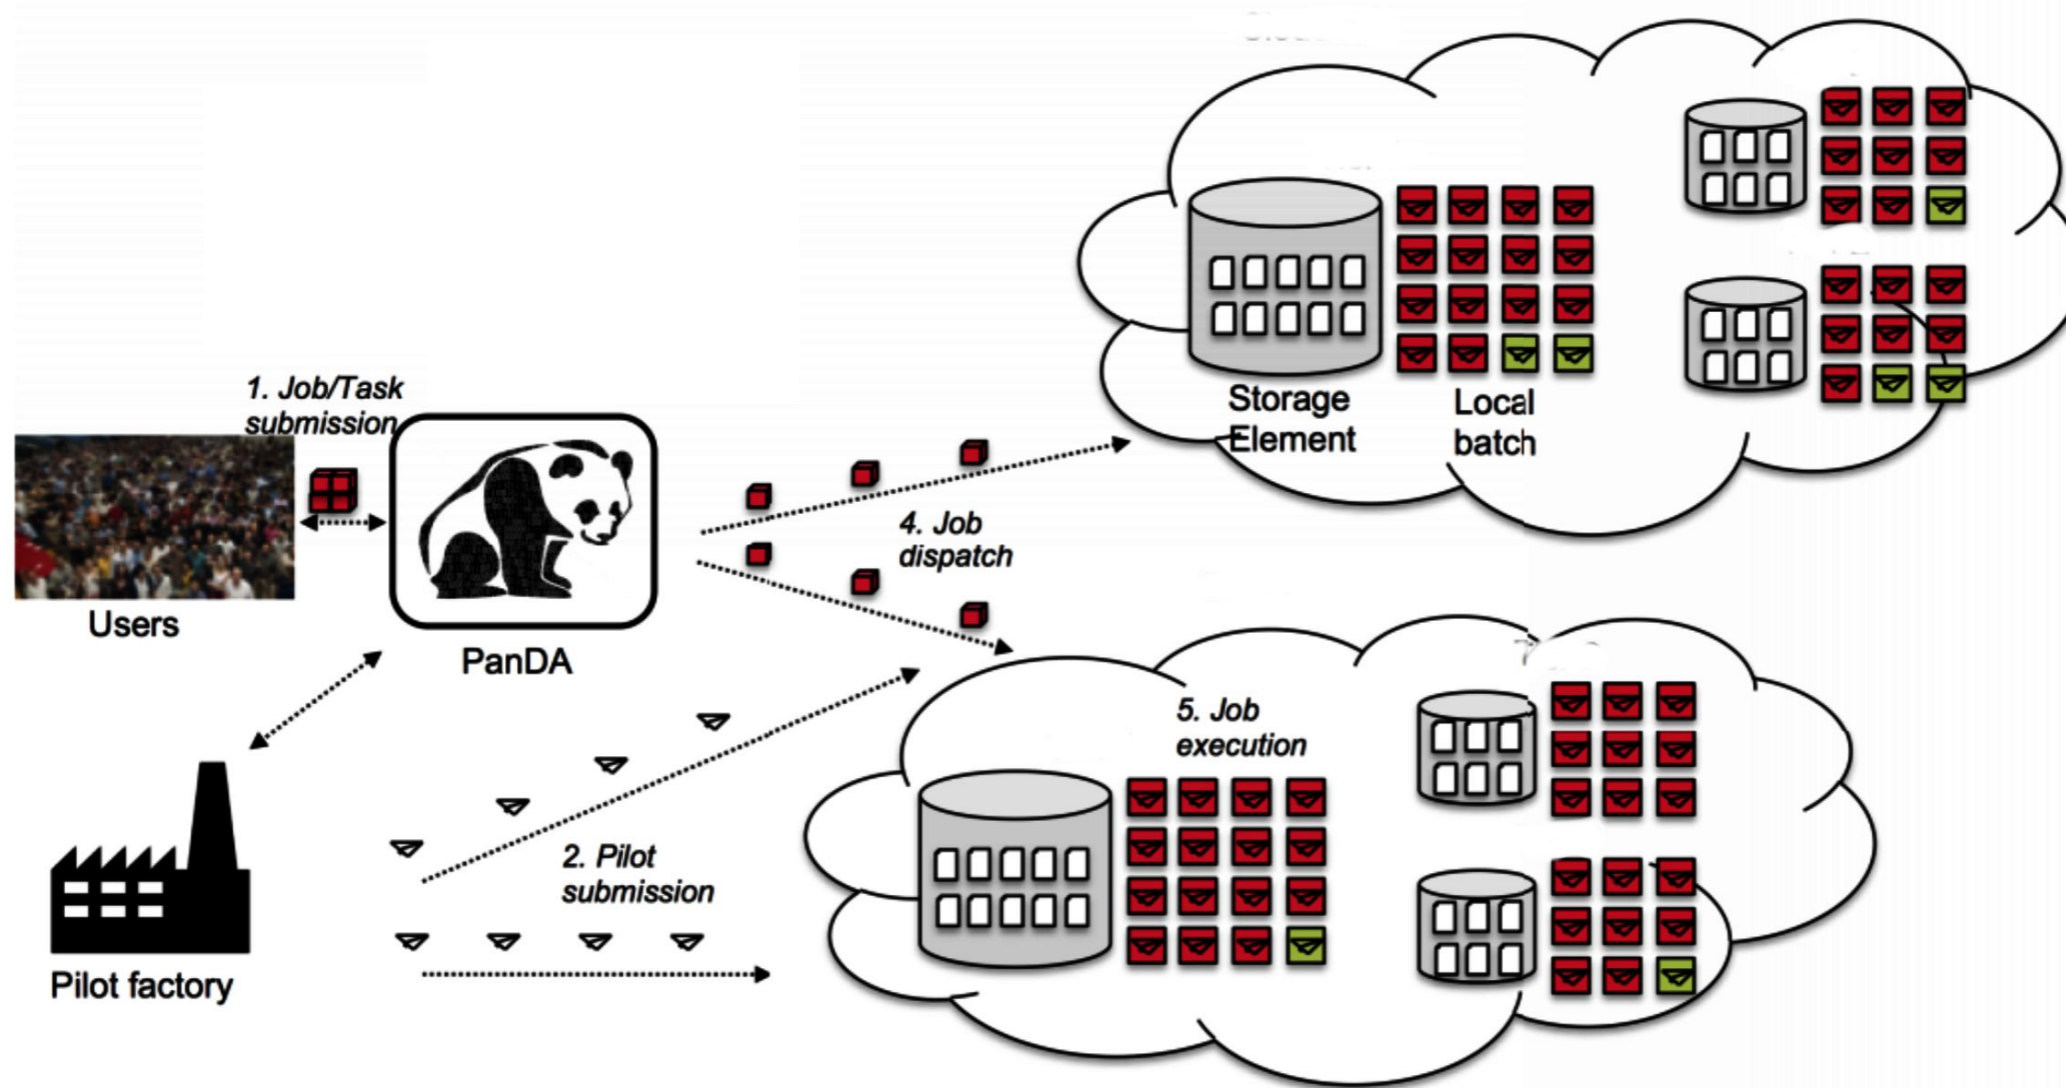 1. Job/Task
submission
Users
PanDA
4. Job
dispatch
Storage
Element
Local
batch
5. Job
execution
2. Pilot
submission
Pilot factory